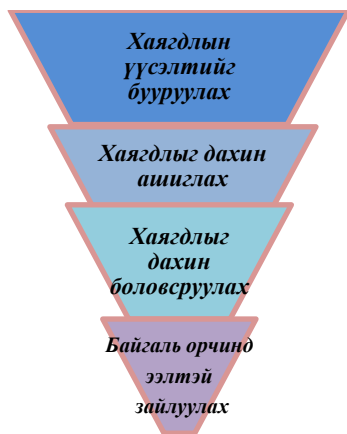 Хаягдлын
үүсэлтийг
бууруулах
Хаягдлыг дахин
ашиглах
Хаягдлыг
дахин
боловсруулах
Байгаль орчинд
ээлтэй
зайлуулах